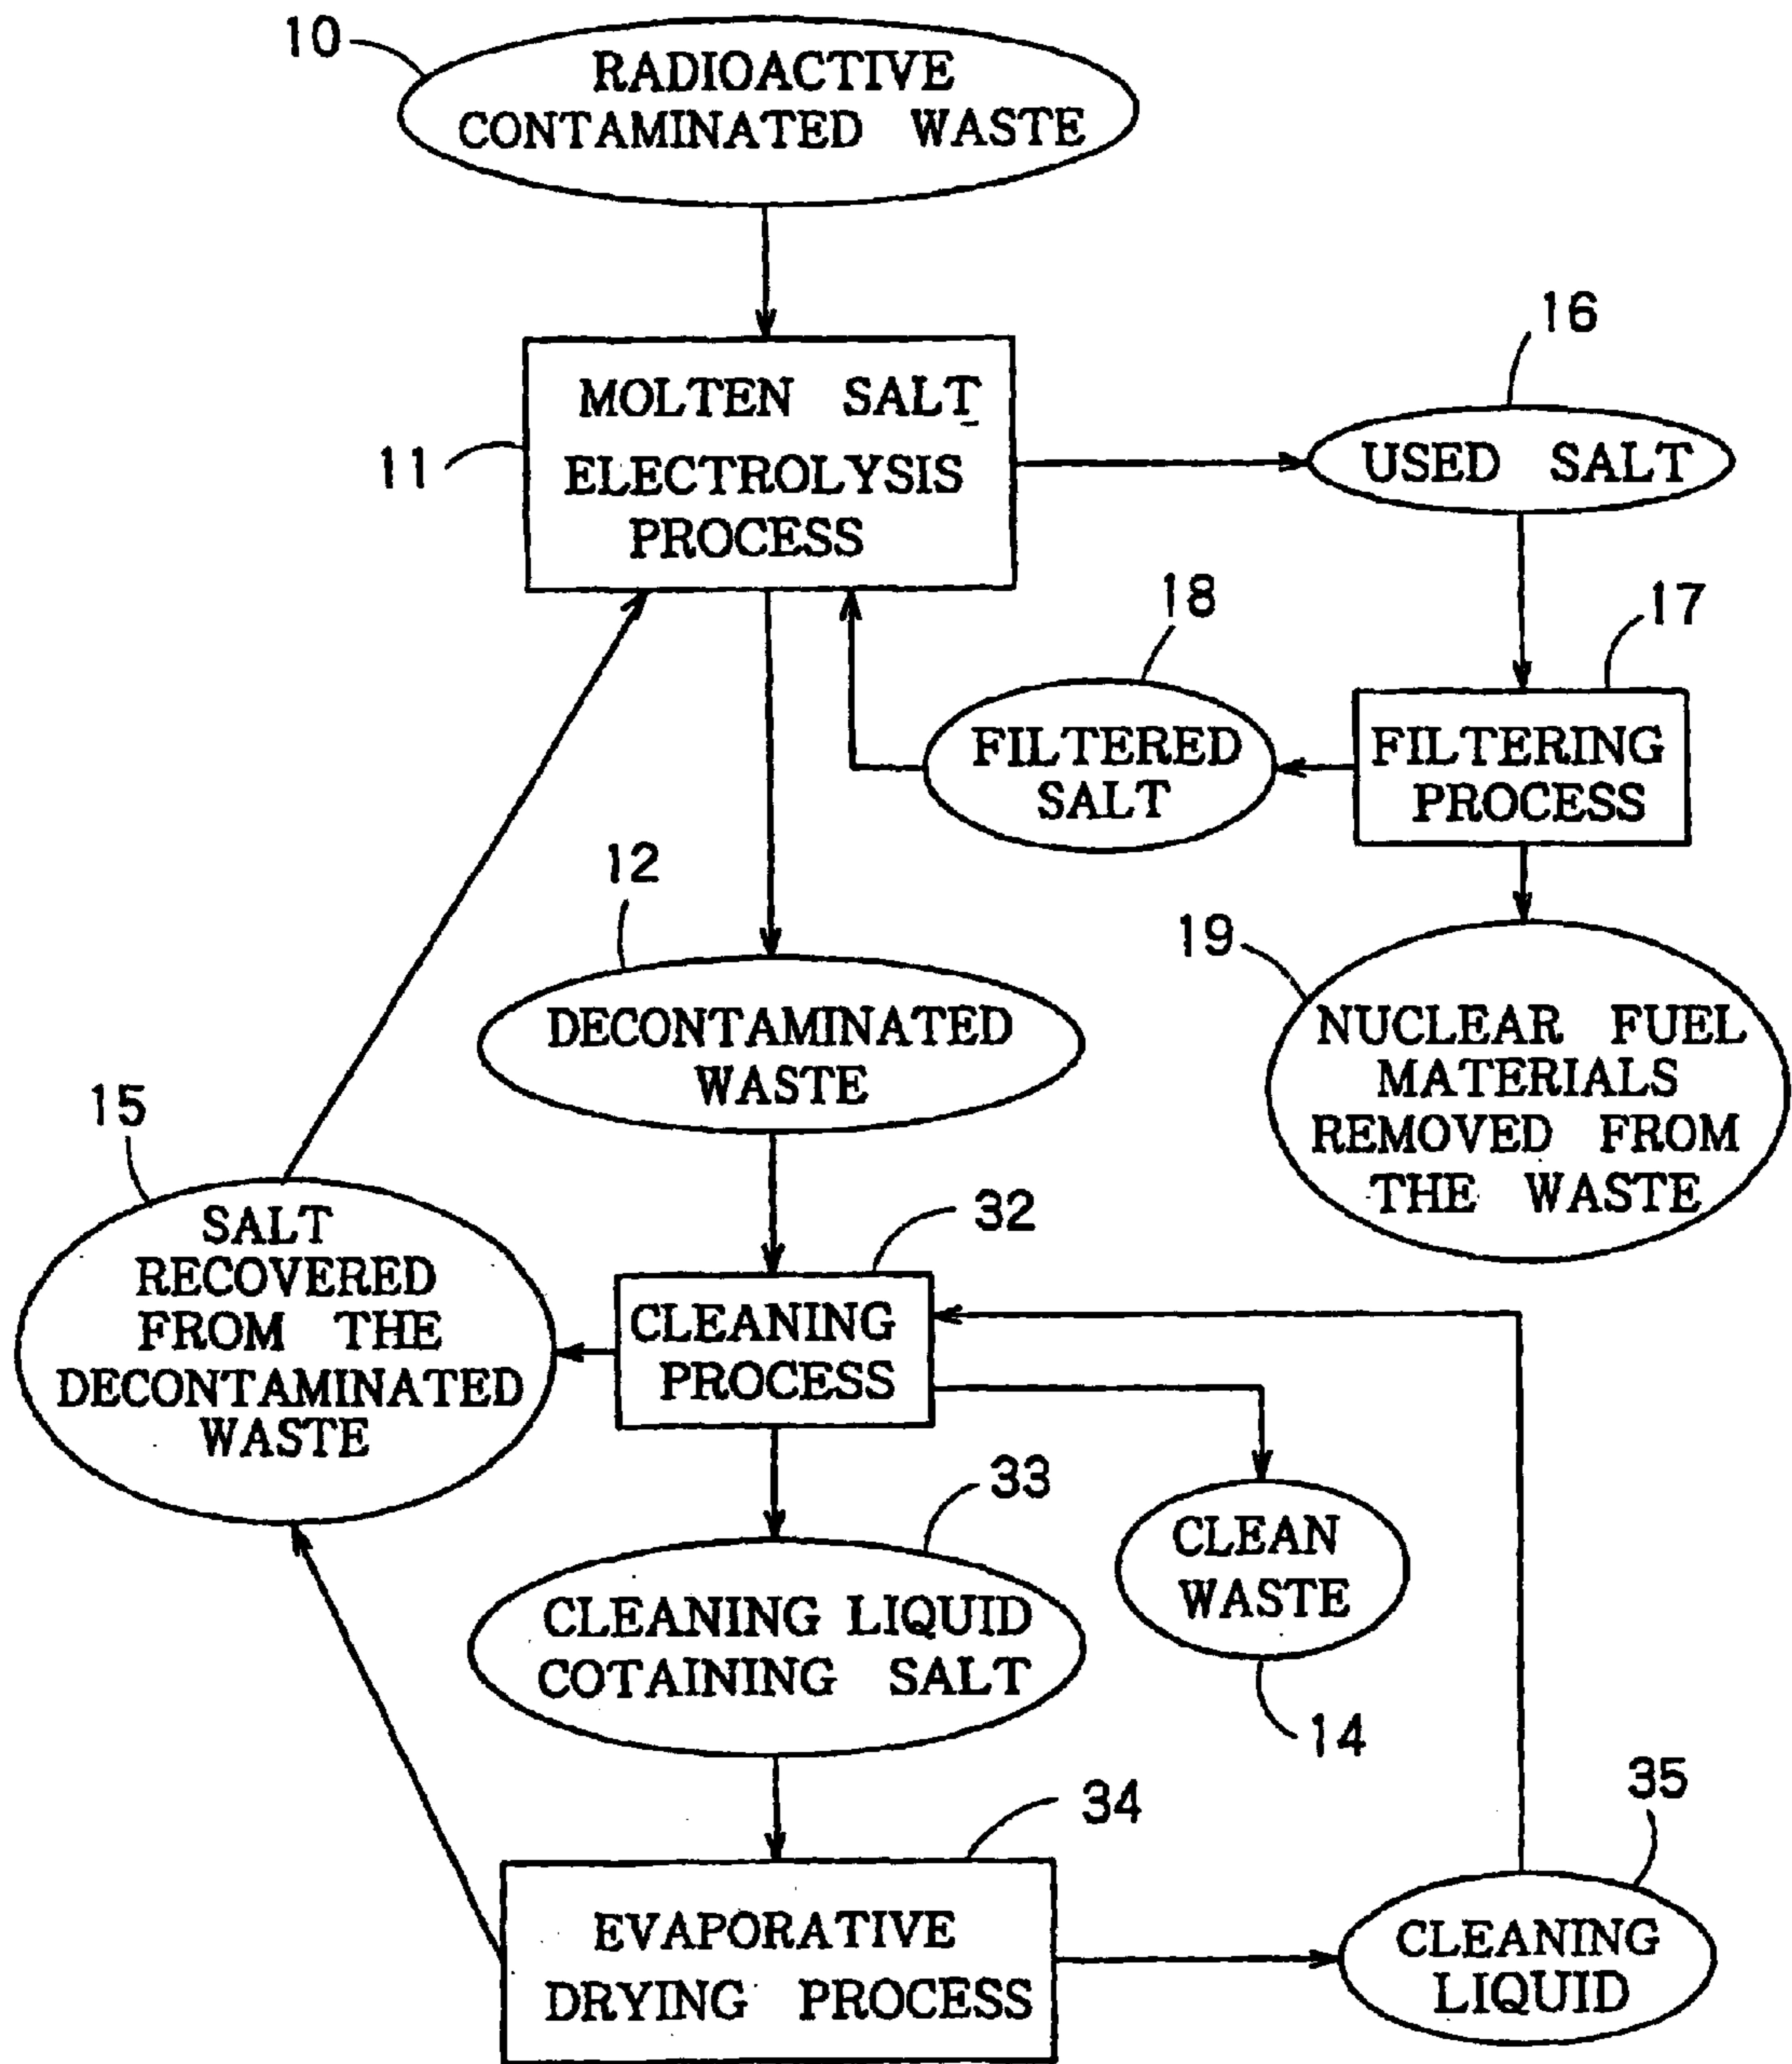 10
RADIOACTIVE
CONTAMINATED WASTE
MOLTEN SALT
ELECTROLYSIS
PROCESS
11
16
USED SALT
18
17
FILTERED
SALT
FILTERING
PROCESS
12
19
DECONTAMINATED
WASTE
NUCLEAR FUEL
MATERIALS
REMOVED FROM
THE WASTE
15
SALT
RECOVERED
FROM THE
DECONTAMINATED
WASTE
32
CLEANING
PROCESS
33
CLEANING LIQUID
COTAINING SALT
CLEAN
WASTE
14
34
35
EVAPORATIVE
DRYING PROCESS
CLEANING
LIQUID